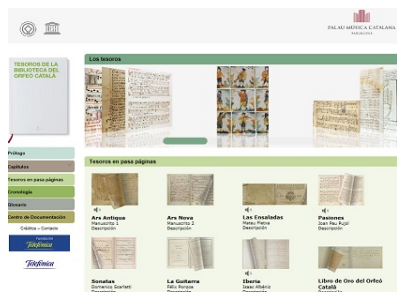 PALAU MÚSICA CATALANA
BARCELONA
TESOROS DE LA
BIBLIOTECA DEL
ORFEÓ CATALÀ
Los tesoros
Prólogo
Capítulos
Tesoros en pasa páginas
Cronología
Glosario
Centro de Documentación
Créditos - Contacto
Fundación
Telefónica
Telefónica
Tesoros en pasa páginas
Ars Antiqua
Manuscrito 1
Descripción
Ars Nova
Manuscrito 2
Descripción
Las Ensaladas
Mateu Fletxa
Descripción
Pasiones
Joan Pau Pujol
Descripción
Sonatas
Domenico Scarlatti
La Guitarra
Fèlix Ponzoa
Iberia
Isaac Albéniz
Libro de Oro del Orfeó
Català